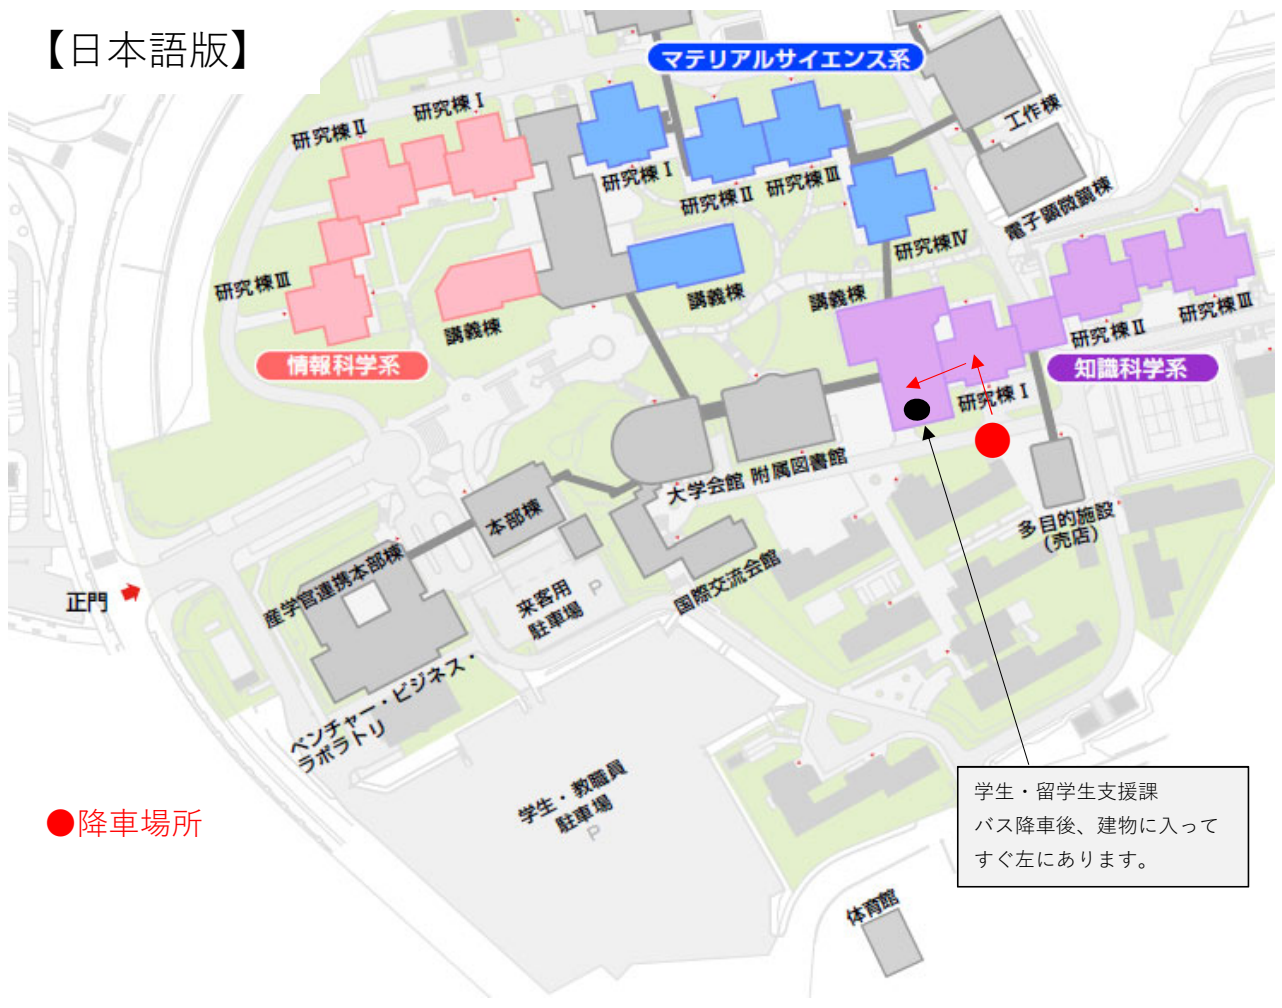 【日本語版】
マテリアルサイエンス系
研究棟Ⅰ
研究棟Ⅱ
工作棟
研究棟Ⅰ
研究棟Ⅱ
研究棟Ⅲ
電子顕微鏡棟
研究棟Ⅳ
研究棟Ⅲ
講義棟
講義棟
講義棟
研究棟Ⅱ
研究棟Ⅲ
情報科学系
知識科学系
研究棟Ⅰ
大学会館
附属図書館
本部棟
多目的施設
(売店)
産学官連携本部棟
国際交流会館
正門
来客用
駐車場
P
ベンチャー・ビジネス・
ラボラトリ
学生・教職員
駐車場
P
●降車場所
学生・留学生支援課
バス降車後、建物に入って
すぐ左にあります。
体育館